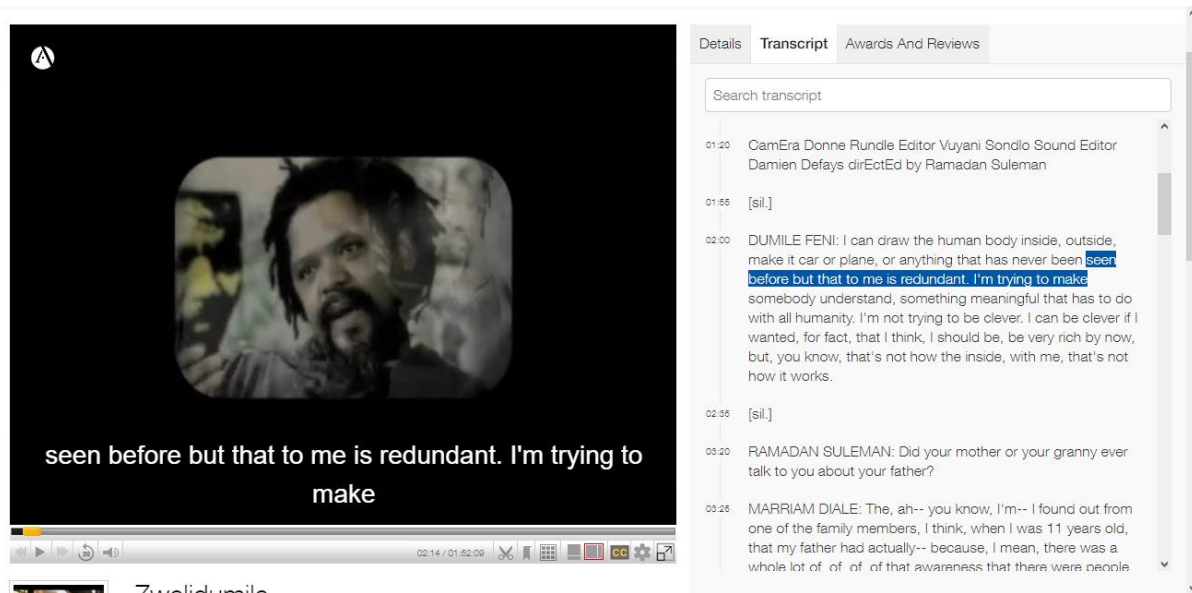 Details Transcript Awards And Reviews
Search transcript
01:20 CamEra Donne Rundle Editor Vuyani Sondlo Sound Editor
Damien Defays dirEctEd by Ramadan Suleman
01:55 [sil.]
02:00 DUMILE FENI: I can draw the human body inside, outside,
make it car or plane, or anything that has never been seen
before but that to me is redundant. I'm trying to make
somebody understand, something meaningful that has to do
with all humanity. I'm not trying to be clever. I can be clever if I
wanted, for fact, that I think, I should be, be very rich by now,
but, you know, that's not how the inside, with me, that's not
how it works.
02:36 [sil.]
03:20 RAMADAN SULEMAN: Did your mother or your granny ever
talk to you about your father?
03:26 MARRIAM DIALE: The, ah-- you know, I'm-- I found out from
one of the family members, I think, when I was 11 years old,
that my father had actually-- because, I mean, there was a
whole lot of of of of that awareness that there were people
seen before but that to me is redundant. I'm trying to
make
30
02:14 / 01:52:09
CC
Zwelidumile